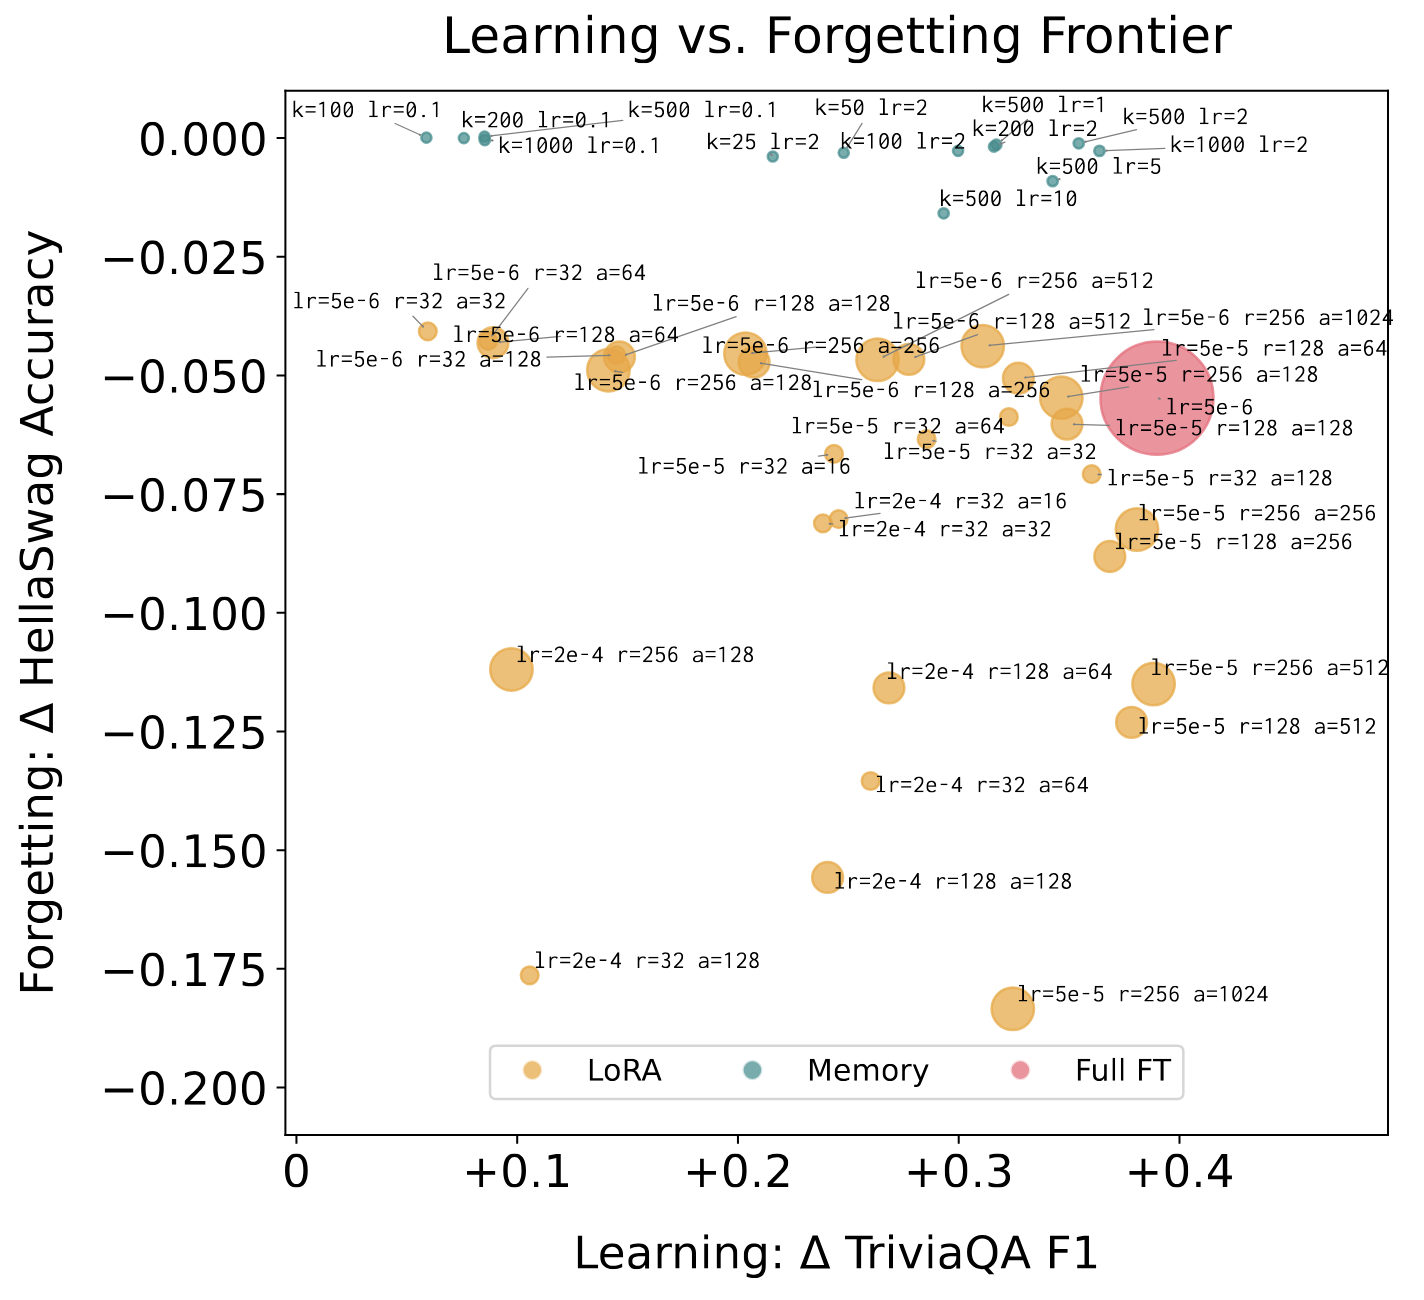 Learning vs. Forgetting Frontier
k=100 lr=0.1
k=200 lr=0.1
k=500 lr=0.1
k=1000 lr=0.1
k=25 lr=2
k=50 lr=2
k=100 lr=2
k=500 lr=1
k=200 lr=2
k=500 lr=2
k=1000 lr=2
k=500 lr=5
k=500 lr=10
lr=5e-6 r=32 a=64
lr=5e-6 r=32 a=32
lr=5e-6 r=128 a=64
lr=5e-6 r=32 a=128
lr=5e-6 r=128 a=128
lr=5e-6 r=256 a=128
lr=5e-6 r=256 a=256
lr=5e-6 r=128 a=256
lr=5e-6 r=256 a=512
lr=5e-6 r=128 a=512
lr=5e-6 r=256 a=1024
lr=5e-5 r=128 a=64
lr=5e-5 r=256 a=128
lr=5e-6
lr=5e-5 r=128 a=128
lr=5e-5 r=32 a=64
lr=5e-5 r=32 a=32
lr=5e-5 r=32 a=16
lr=5e-5 r=32 a=128
lr=2e-4 r=32 a=16
lr=2e-4 r=32 a=32
lr=5e-5 r=256 a=256
lr=5e-5 r=128 a=256
lr=2e-4 r=256 a=128
lr=2e-4 r=128 a=64
lr=5e-5 r=256 a=512
lr=5e-5 r=128 a=512
lr=2e-4 r=32 a=64
lr=2e-4 r=128 a=128
lr=2e-4 r=32 a=128
lr=5e-5 r=256 a=1024
LoRA
Memory
Full FT
0.000
−0.025
−0.050
−0.075
−0.100
−0.125
−0.150
−0.175
−0.200
Forgetting: Δ HellaSwag Accuracy
0
+0.1
+0.2
+0.3
+0.4
Learning: Δ TriviaQA F1